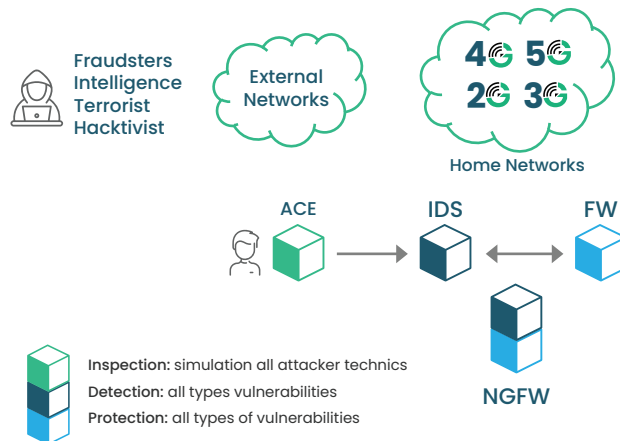 Fraudsters
Intelligence
Terrorist
Hacktivist
External
Networks
4G 5G
2G 3G
Home Networks
ACE
IDS
FW
NGFW
Inspection: simulation all attacker technics
Detection: all types vulnerabilities
Protection: all types of vulnerabilities